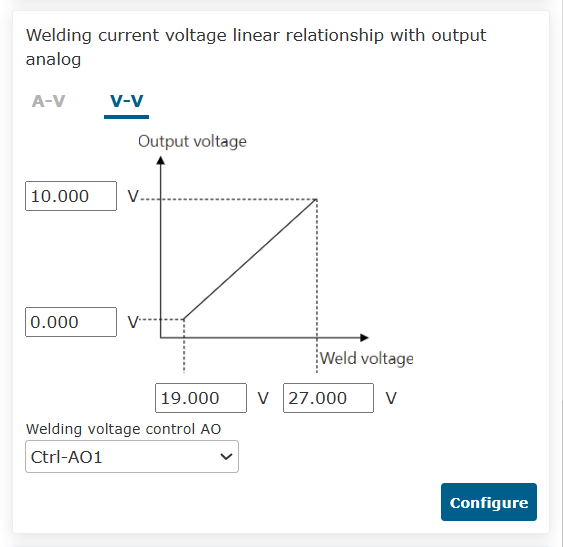 Welding current voltage linear relationship with output
analog
A-V V-V
Output voltage
10.000 V
0.000 V
Weld voltage
19.000 V 27.000 V
Welding voltage control AO
Ctrl-AO1
Configure